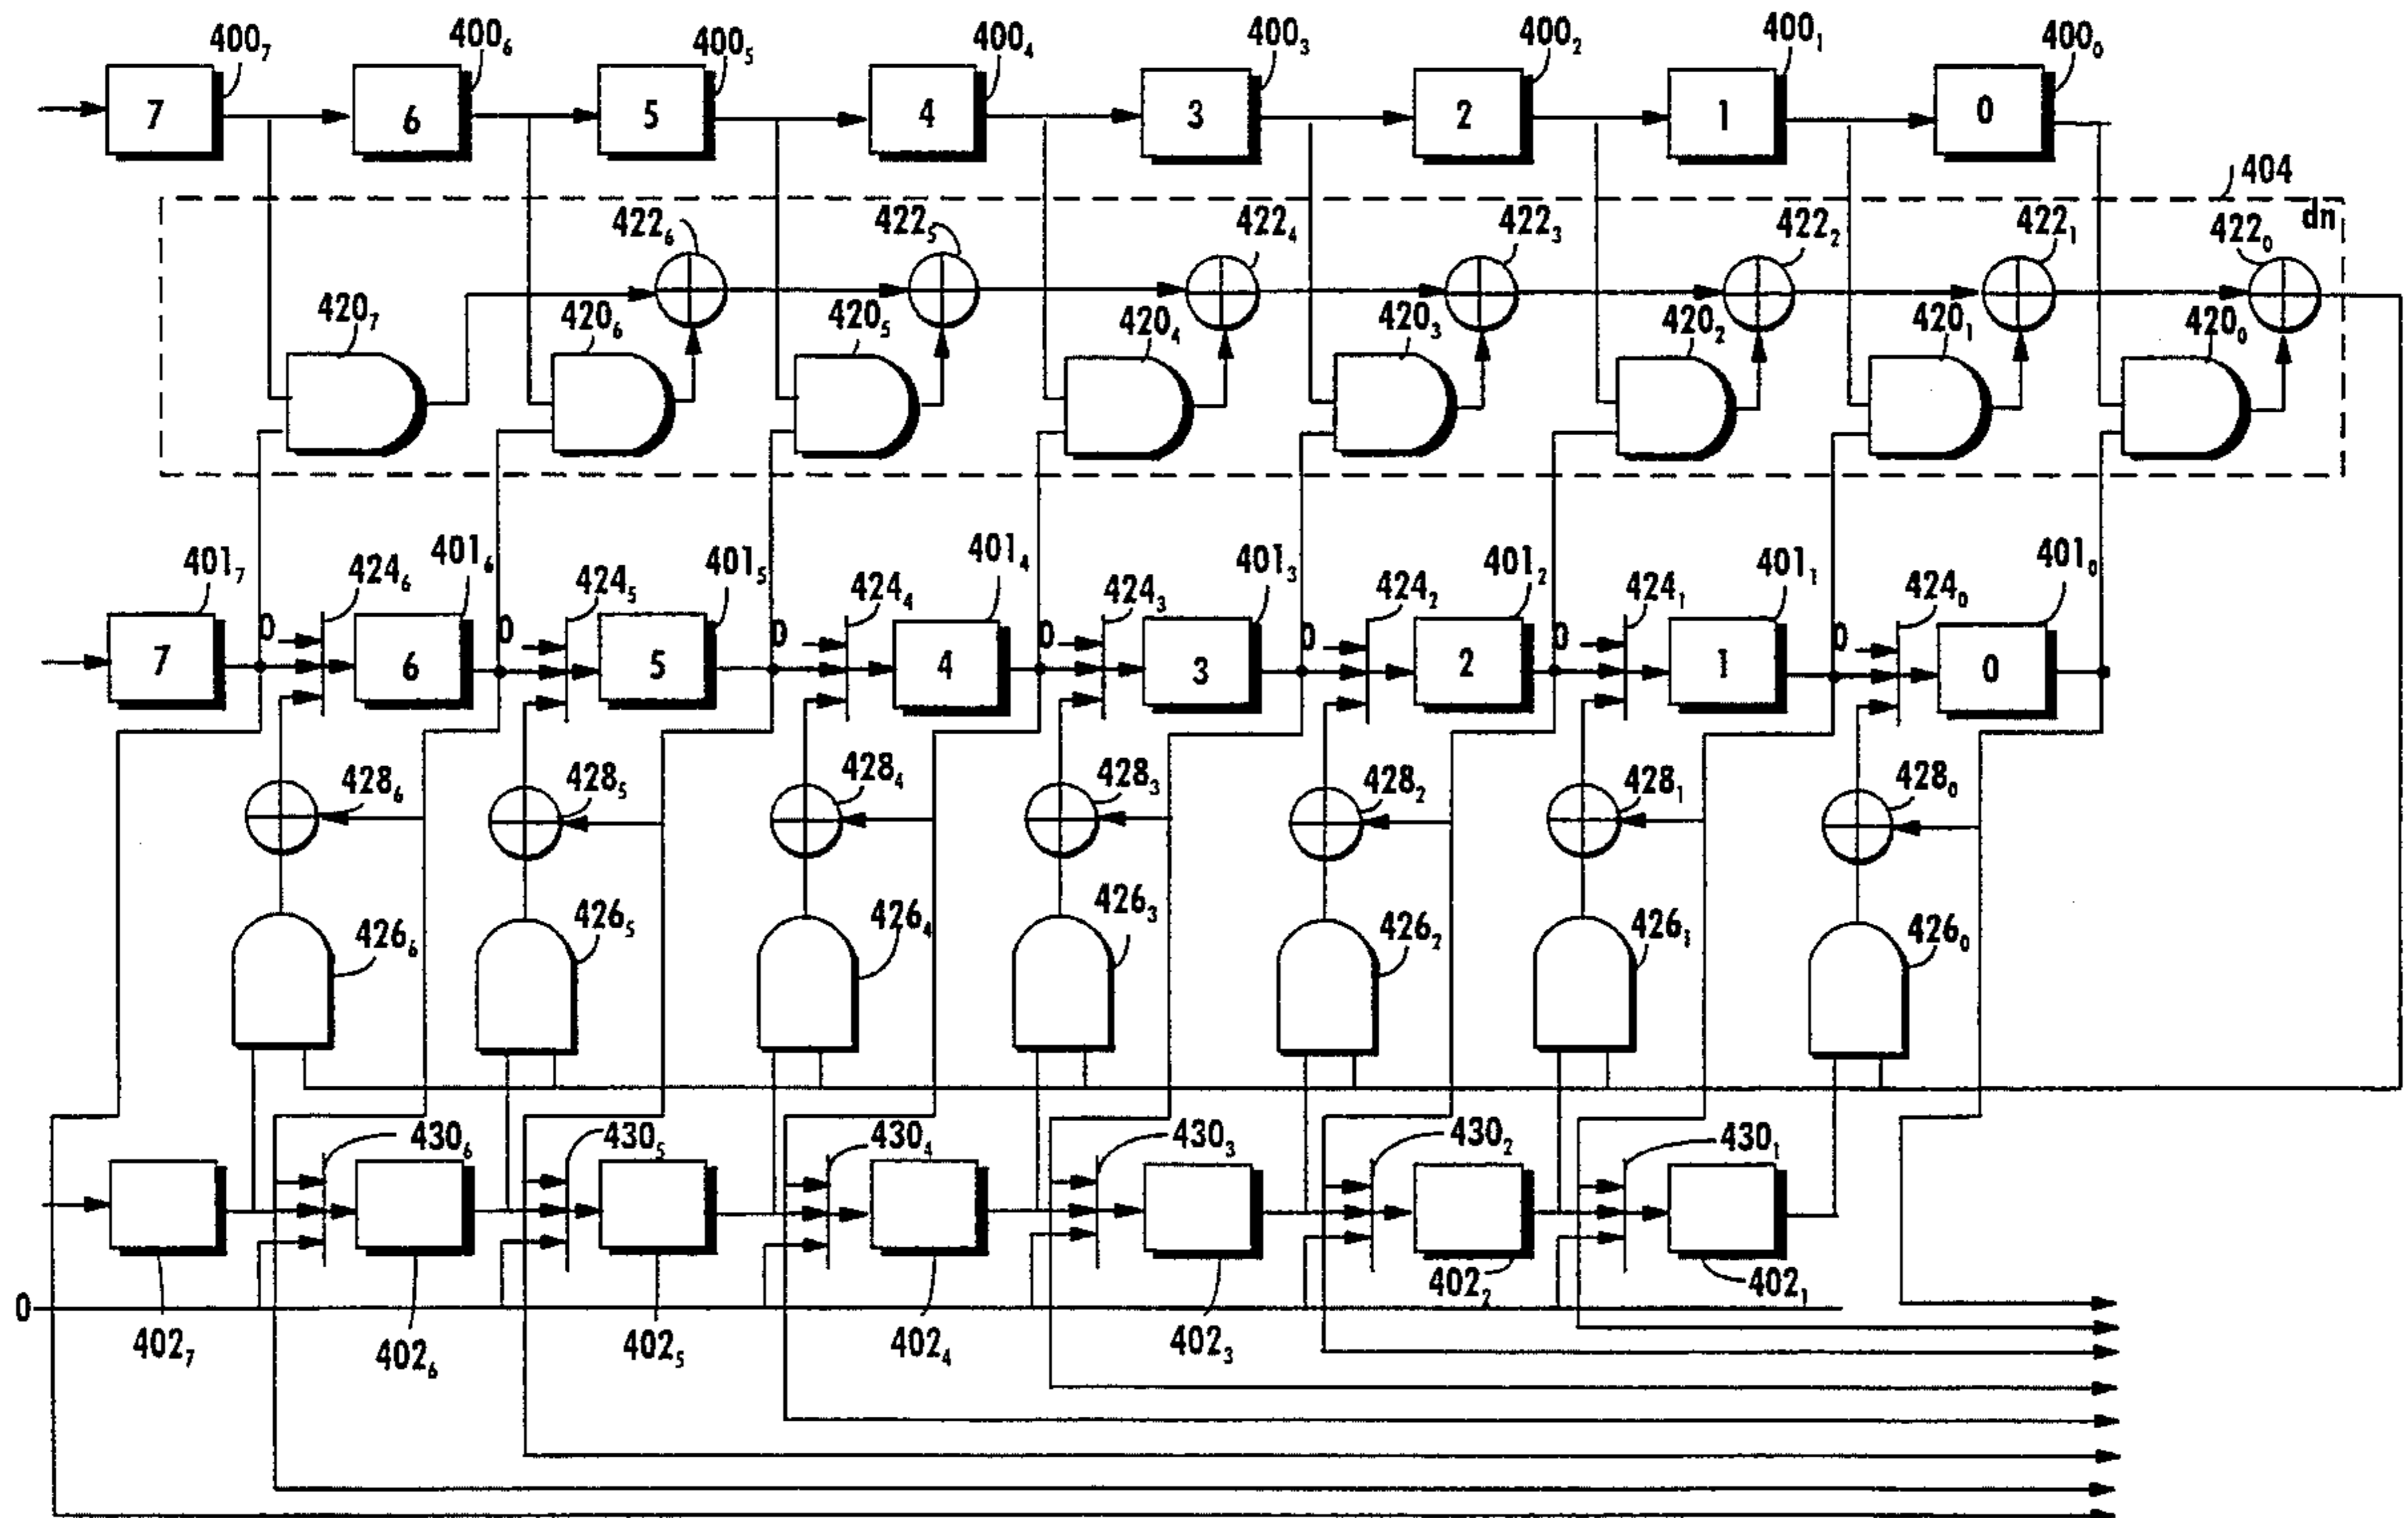 400₇ 400₆ 400₅ 400₄ 400₃ 400₂ 400₁ 400₀
7 6 5 4 3 2 1 0
404
dn
422₆ 422₅ 422₄ 422₃ 422₂ 422₁ 422₀
420₇ 420₆ 420₅ 420₄ 420₃ 420₂ 420₁ 420₀
401₇ 424₆ 401₆ 424₅ 401₅ 424₄ 401₄ 424₃ 401₃ 424₂ 401₂ 424₁ 401₁ 424₀ 401₀
0 0 0 0 0 0 0
7 6 5 4 3 2 1 0
428₆ 428₅ 428₄ 428₃ 428₂ 428₁ 428₀
426₆ 426₅ 426₄ 426₃ 426₂ 426₁ 426₀
430₆ 430₅ 430₄ 430₃ 430₂ 430₁
402₂ 402₁
0
402₇ 402₆ 402₅ 402₄ 402₃